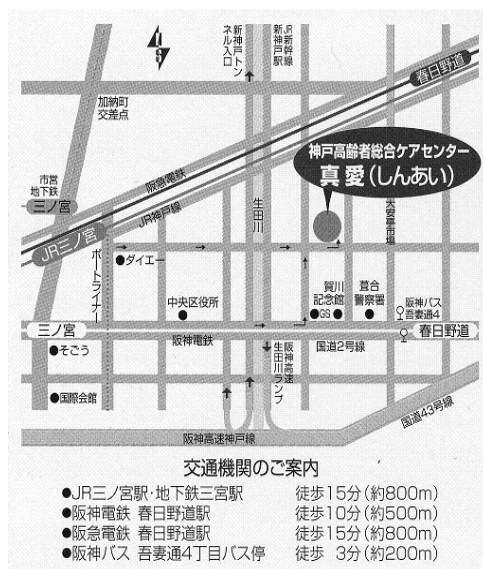 N
S
新神戸トン
ネル入口
JR新幹線
新神戸駅
春日野道
加納町
交差点
神戸高齢者総合ケアセンター
真愛(しんあい)
阪急電鉄
市営
地下鉄
三ノ宮
JR神戸線
生田川
大安亭市場
JR三ノ宮
ポートライナー
ダイエー
中央区役所
賀川
記念館
GS
葺合
警察署
阪神バス
吾妻通4
三ノ宮
阪神電鉄
国道2号線
春日野道
そごう
阪神高速
生田川ランプ
国際会館
国道43号線
阪神高速神戸線
交通機関のご案内
●JR三ノ宮駅・地下鉄三宮駅 徒歩15分(約800m)
●阪神電鉄 春日野道駅 徒歩10分(約500m)
●阪急電鉄 春日野道駅 徒歩15分(約800m)
●阪神バス 吾妻通4丁目バス停 徒歩 3分(約200m)